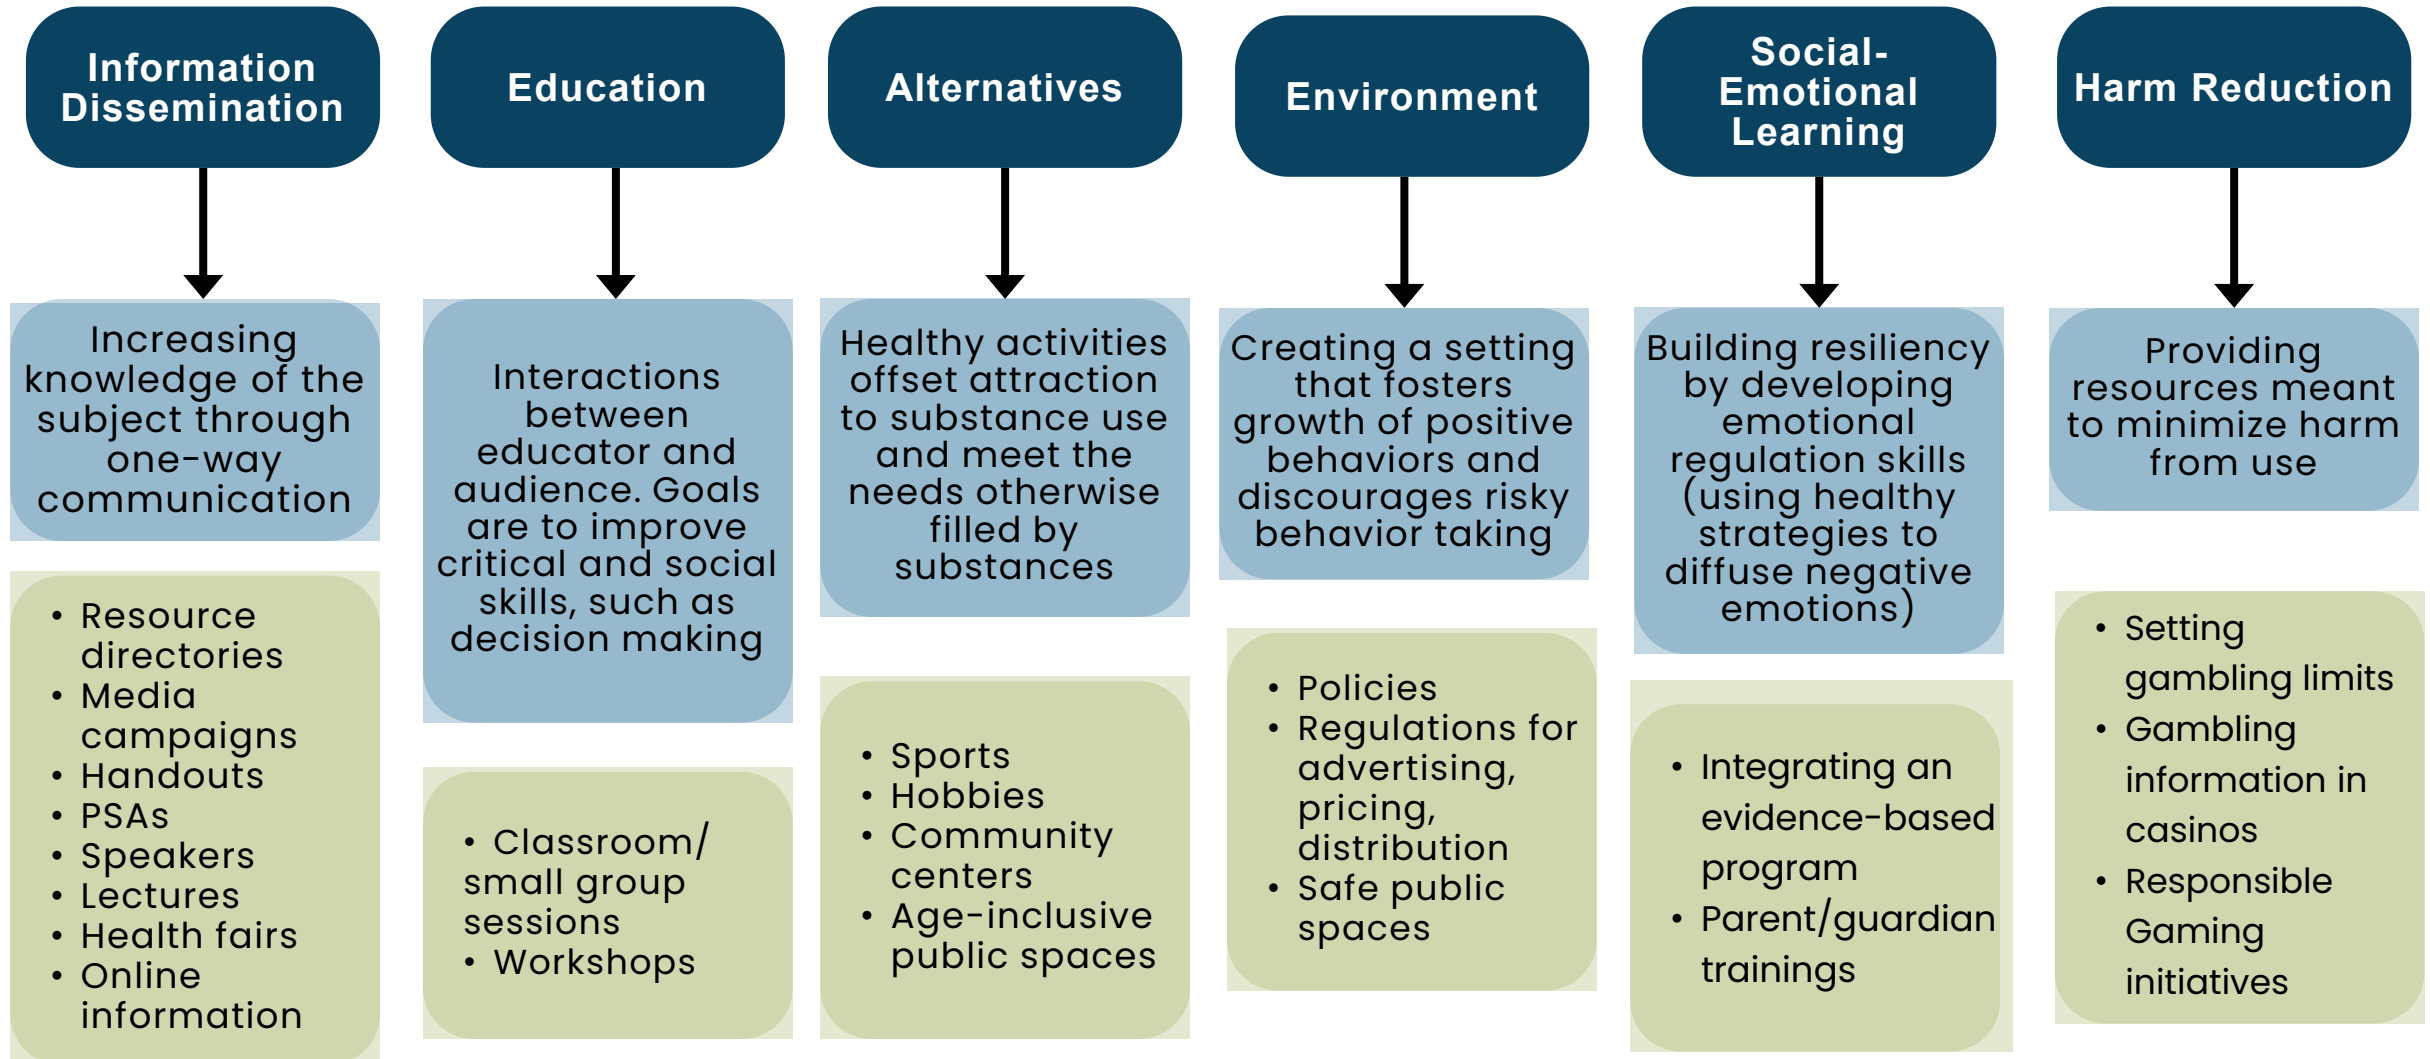 Information
Dissemination
Increasing
knowledge of the
subject through
one-way
communication
• Resource
directories
• Media
campaigns
• Handouts
• PSAs
• Speakers
• Lectures
• Health fairs
• Online
information
Education
Interactions
between
educator and
audience. Goals
are to improve
critical and social
skills, such as
decision making
• Classroom/
small group
sessions
• Workshops
Alternatives
Healthy activities
offset attraction
to substance use
and meet the
needs otherwise
filled by
substances
• Sports
• Hobbies
• Community
centers
• Age-inclusive
public spaces
Environment
Creating a setting
that fosters
growth of positive
behaviors and
discourages risky
behavior taking
• Policies
• Regulations for
advertising,
pricing,
distribution
• Safe public
spaces
Social-
Emotional
Learning
Building resiliency
by developing
emotional
regulation skills
(using healthy
strategies to
diffuse negative
emotions)
• Integrating an
evidence-based
program
• Parent/guardian
trainings
Harm Reduction
Providing
resources meant
to minimize harm
from use
• Setting
gambling limits
• Gambling
information in
casinos
• Responsible
Gaming
initiatives